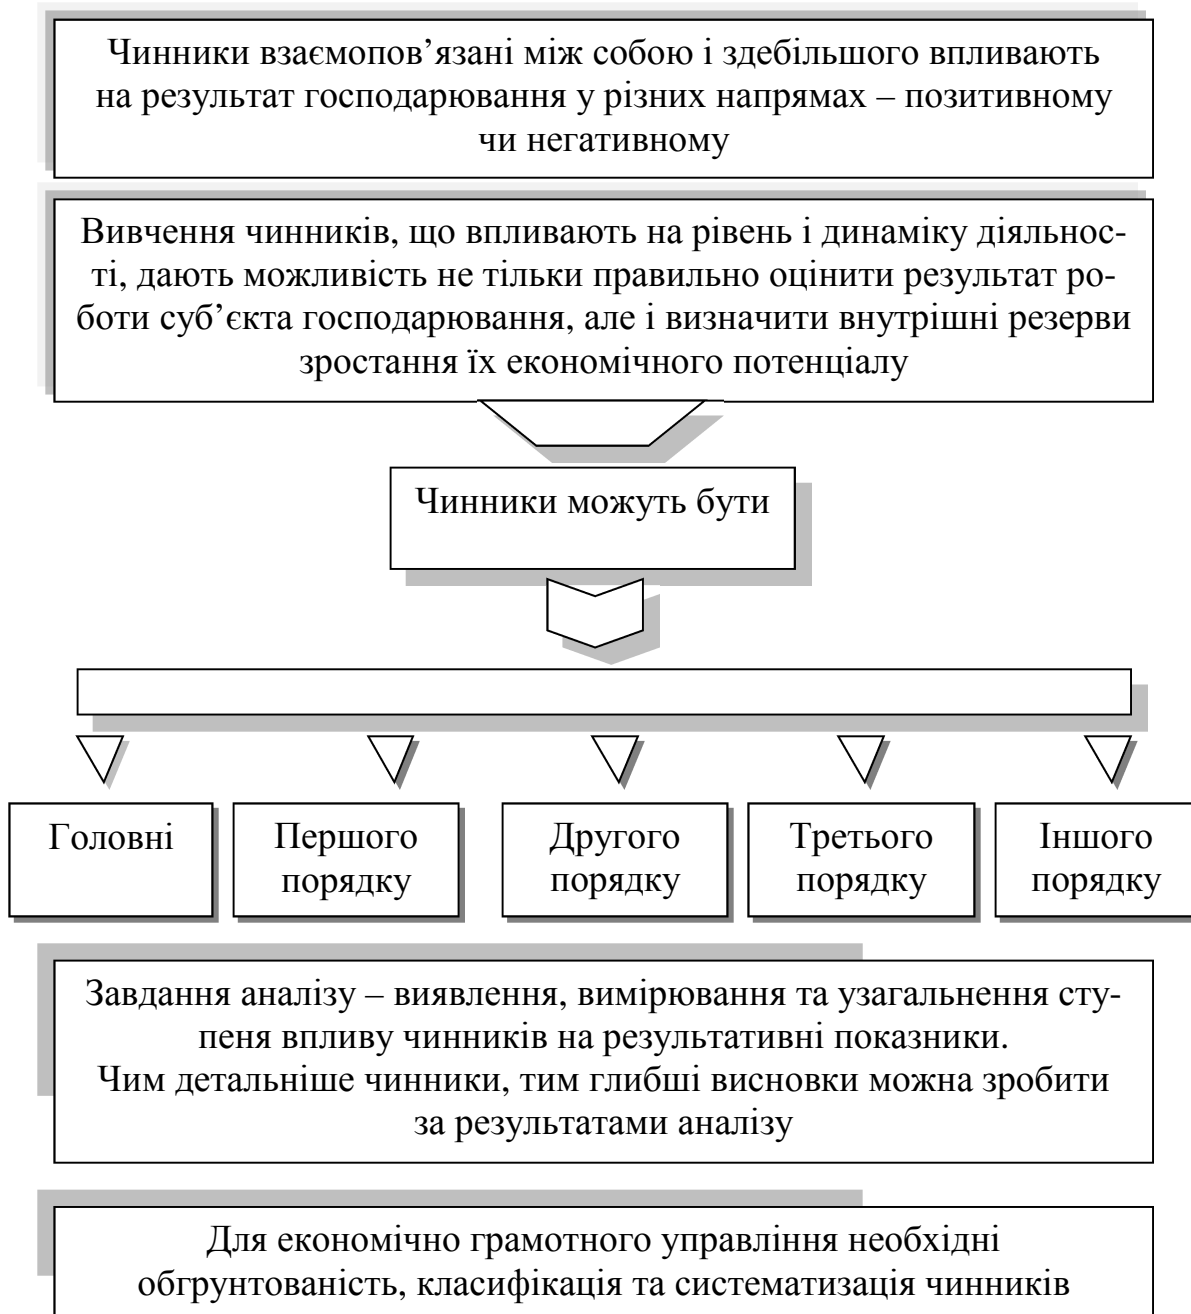 Чинники взаємопов’язані між собою і здебільшого впливають
на результат господарювання у різних напрямах – позитивному
чи негативному
Вивчення чинників, що впливають на рівень і динаміку діяльнос-
ті, дають можливість не тільки правильно оцінити результат ро-
боти суб’єкта господарювання, але і визначити внутрішні резерви
зростання їх економічного потенціалу
Чинники можуть бути
Головні
Першого
порядку
Другого
порядку
Третього
порядку
Іншого
порядку
Завдання аналізу – виявлення, вимірювання та узагальнення сту-
пеня впливу чинників на результативні показники.
Чим детальніше чинники, тим глибші висновки можна зробити
за результатами аналізу
Для економічно грамотного управління необхідні
обгрунтованість, класифікація та систематизація чинників